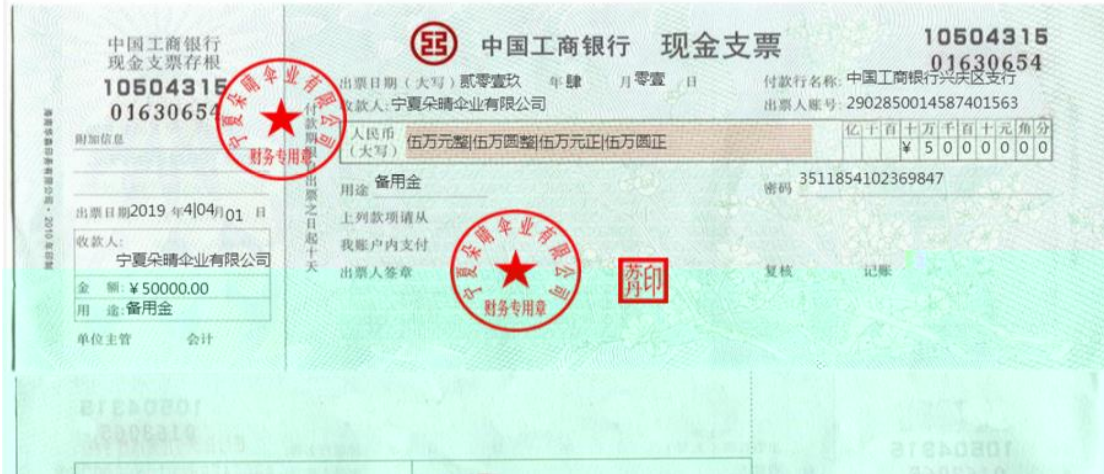 中国工商银行
现金支票存根
10504315
01630654
附加信息
出票日期2019 年4|04月01 日
收款人:
宁夏朵晴伞业有限公司
金 额:¥50000.00
用 途:备用金
单位主管 会计
宁夏朵晴伞业有限公司
财务专用章
付款期限自出票之日起十天
中国工商银行 现金支票
10504315
01630654
出票日期(大写)贰零壹玖 年肆 月零壹 日
付款行名称:中国工商银行兴庆区支行
收款人:宁夏朵晴伞业有限公司
出票人账号:2902850014587401563
人民币
(大写)
伍万元整|伍万圆整|伍万元正|伍万圆正
亿千百十万千百十元角分
¥5000000
用途 备用金
密码 3511854102369847
上列款项请从
我账户内支付
出票人签章
宁夏朵晴伞业有限公司
财务专用章
苏丹印
复核 记账